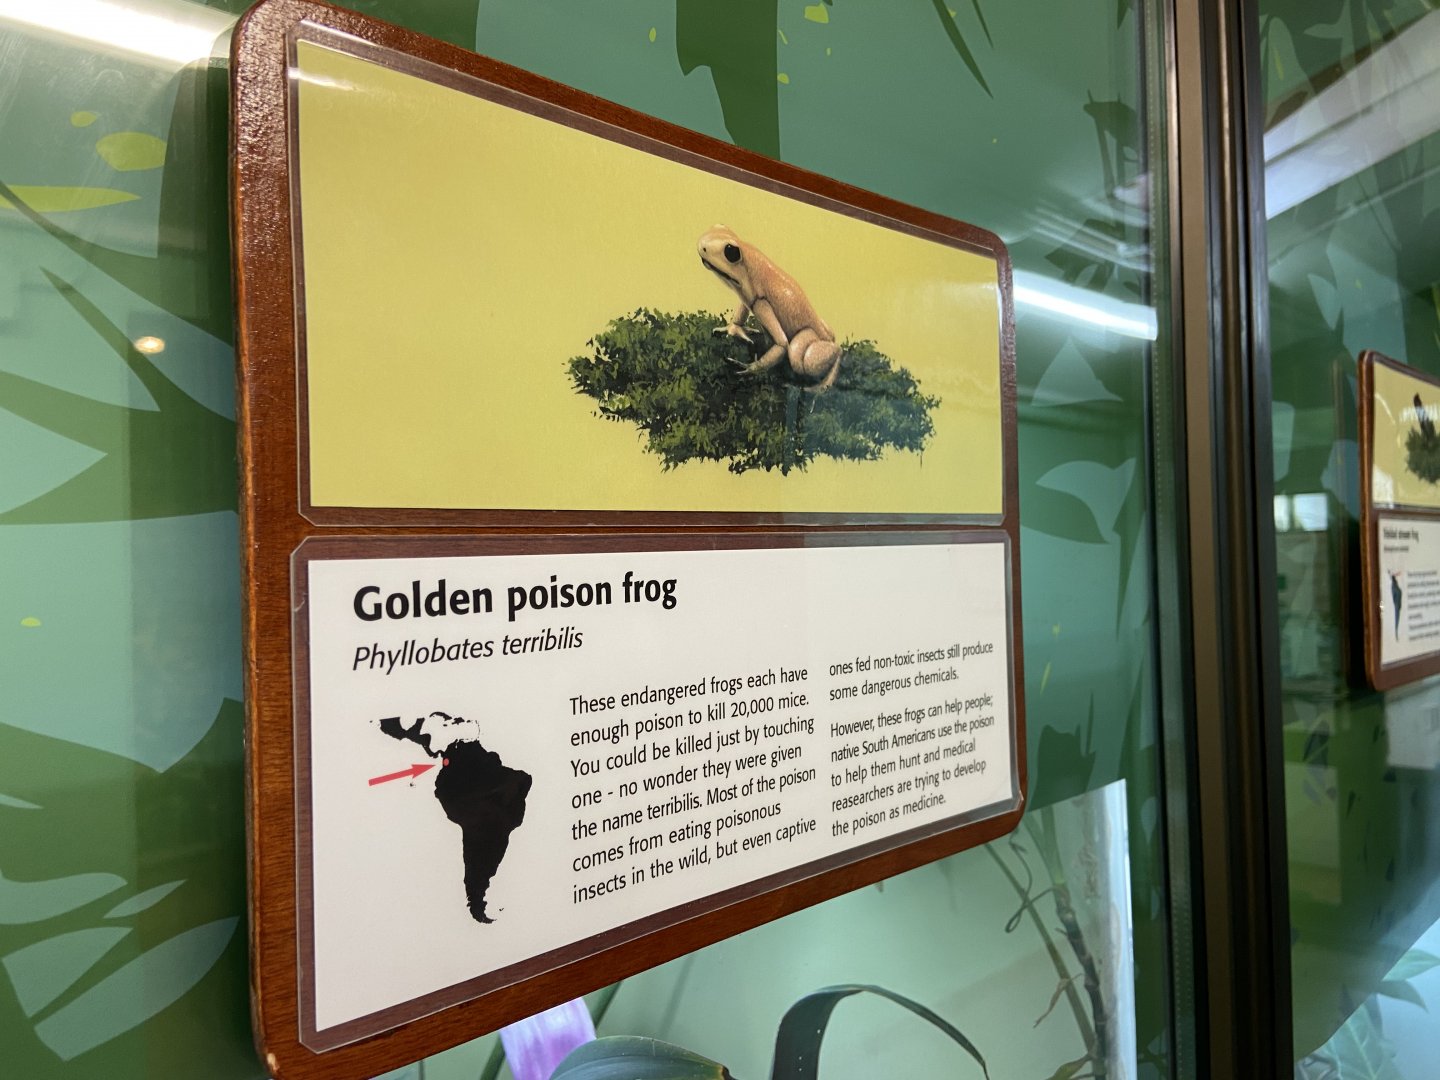 Golden poison frog
Phyllobates terribilis
These endangered frogs each have
enough poison to kill 20,000 mice.
You could be killed just by touching
one - no wonder they were given
the name terribilis. Most of the poison
comes from eating poisonous
insects in the wild, but even captive
ones fed non-toxic insects still produce
some dangerous chemicals.
However, these frogs can help people;
native South Americans use the poison
to help them hunt and medical
reasearchers are trying to develop
the poison as medicine.